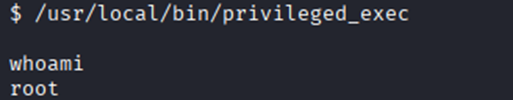 $ /usr/local/bin/privileged_exec
whoami
root